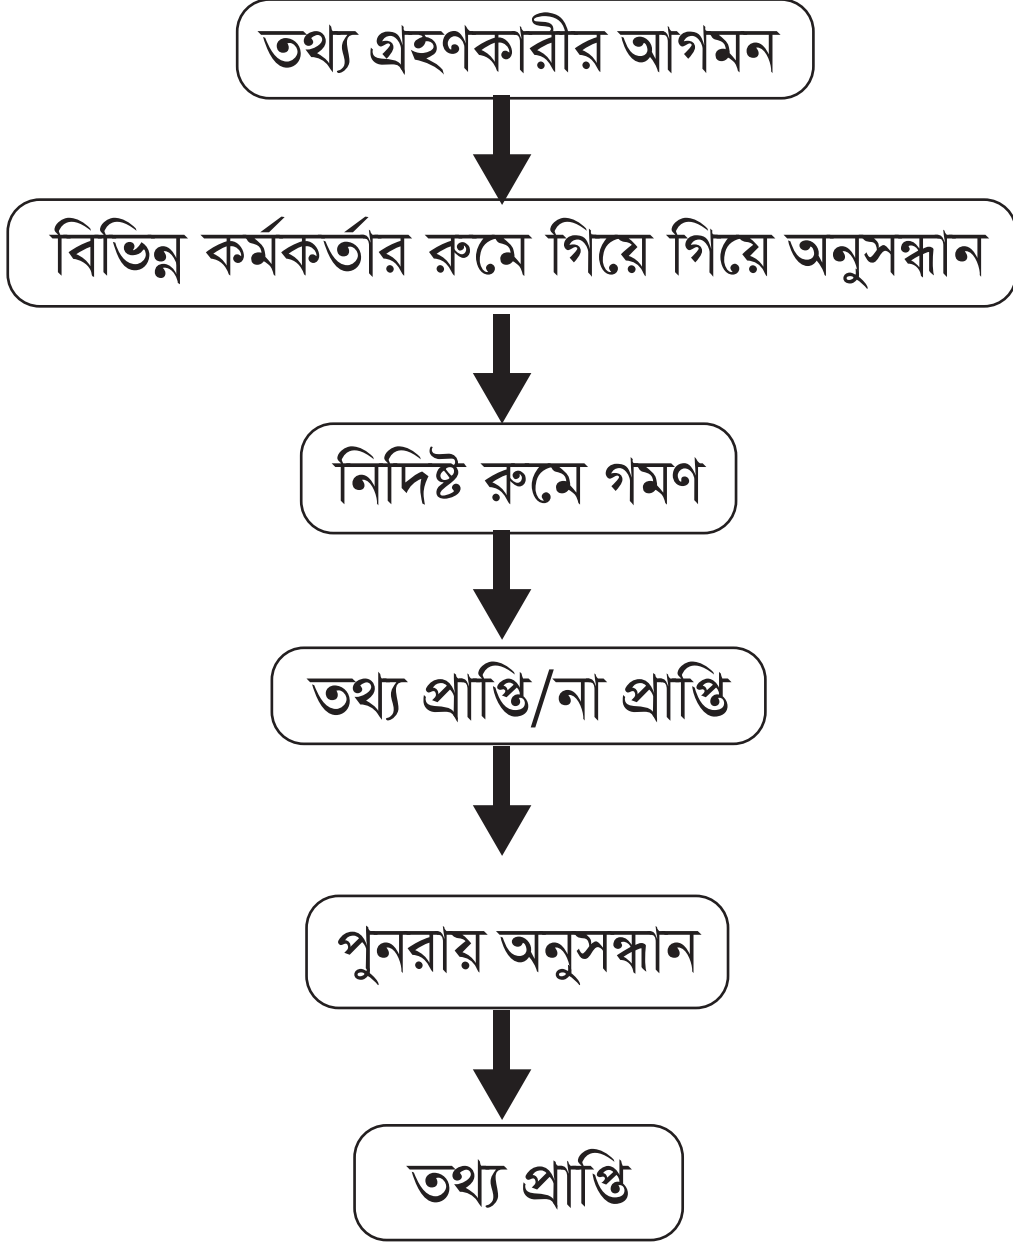 তথ্য গ্রহণকারীর আগমন
বিভিন্ন কর্মকর্তার রুমে গিয়ে গিয়ে অনুসন্ধান
নিদিষ্ট রুমে গমণ
তথ্য প্রাপ্তি/না প্রাপ্তি
পুনরায় অনুসন্ধান
তথ্য প্রাপ্তি